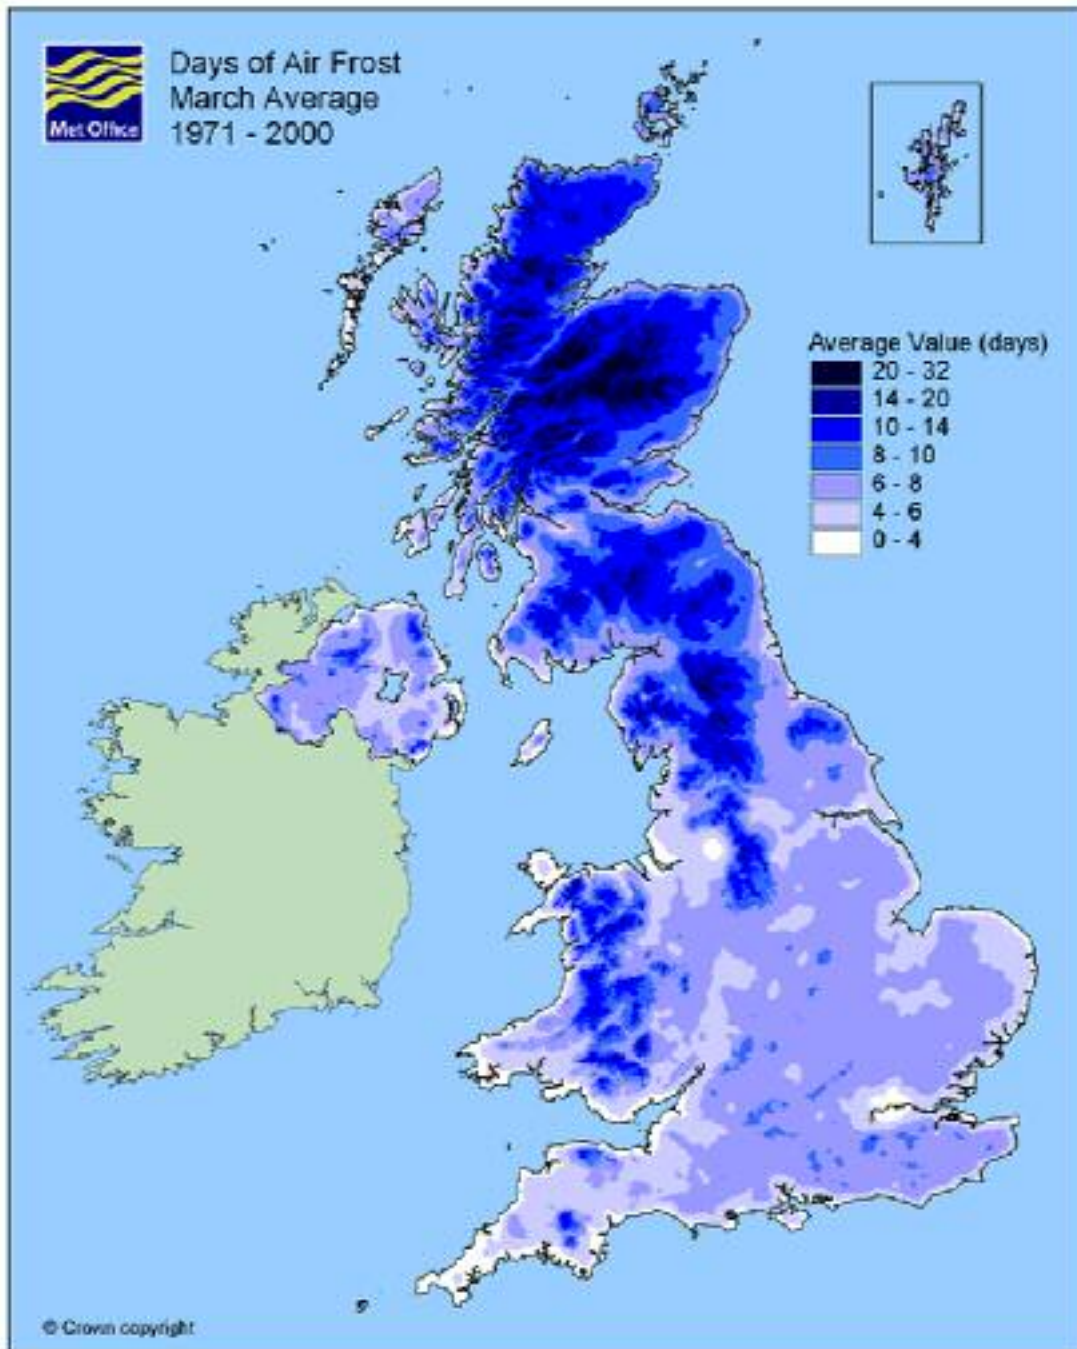 Days of Air Frost
March Average
1971 - 2000
Met Office
Average Value (days)
20 - 32
14 - 20
10 - 14
8 - 10
6 - 8
4 - 6
0 - 4
© Crown copyright